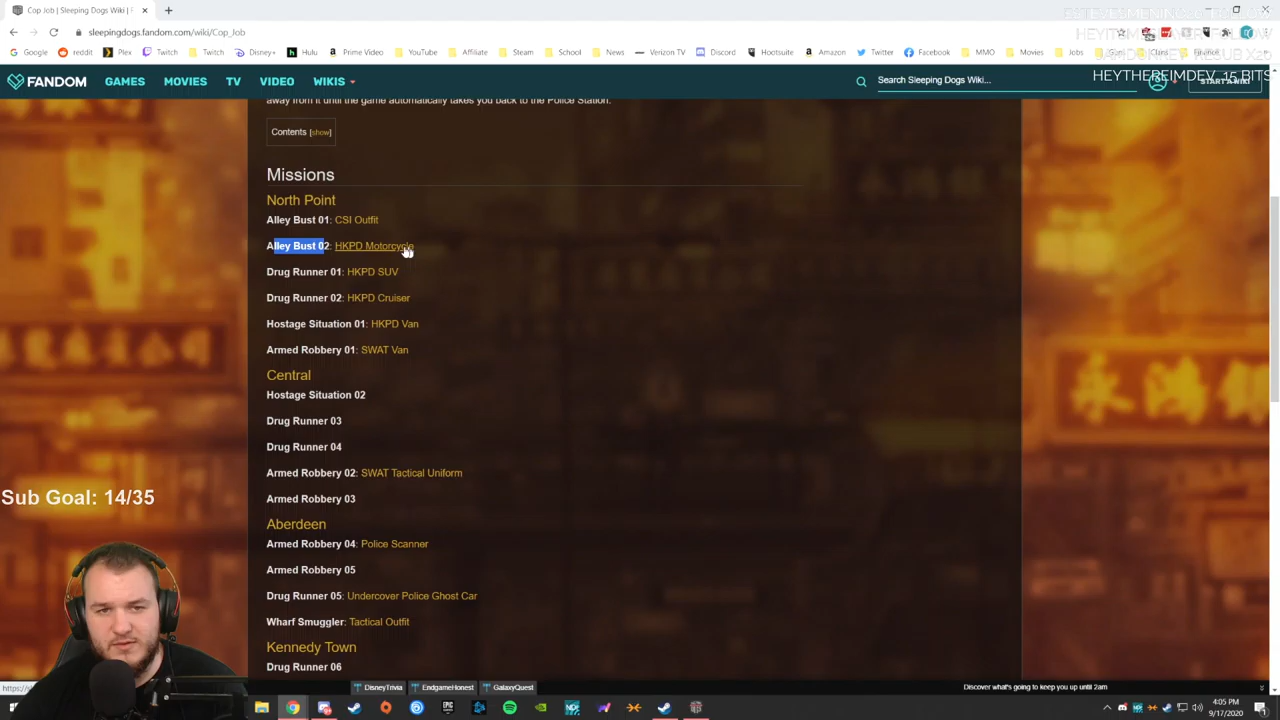 Cop Job | Sleeping Dogs Wiki |
sleepingdogs.fandom.com/wiki/Cop_Job
Google reddit Plex Twitch Twitch Disney+ Hulu Prime Video YouTube Affiliate Steam School News Verizon TV Discord Hootsuite Amazon Twitter Facebook MMO Movies Jobs Clans Finance
HEYTHEREIMDEV_ 15 BITS
FANDOM GAMES MOVIES TV VIDEO WIKIS Search Sleeping Dogs Wiki... START A WIKI
away from it until the game automatically takes you back to the Police Station.
Contents [show]
Missions
North Point
Alley Bust 01: CSI Outfit
Alley Bust 02: HKPD Motorcycle
Drug Runner 01: HKPD SUV
Drug Runner 02: HKPD Cruiser
Hostage Situation 01: HKPD Van
Armed Robbery 01: SWAT Van
Central
Hostage Situation 02
Drug Runner 03
Drug Runner 04
Armed Robbery 02: SWAT Tactical Uniform
Armed Robbery 03
Sub Goal: 14/35
Aberdeen
Armed Robbery 04: Police Scanner
Armed Robbery 05
Drug Runner 05: Undercover Police Ghost Car
Wharf Smuggler: Tactical Outfit
Kennedy Town
Drug Runner 06
DisneyTrivia EndgameHonest GalaxyQuest Discover what's going to keep you up until 2am
4:05 PM
9/17/2020